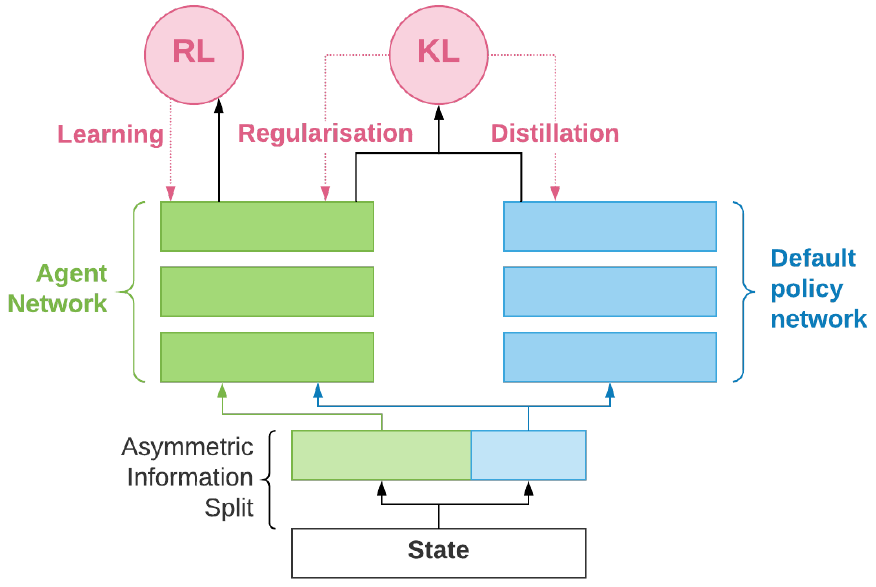 RL
KL
Learning
Regularisation
Distillation
Agent
Network
Default
policy
network
Asymmetric
Information
Split
State